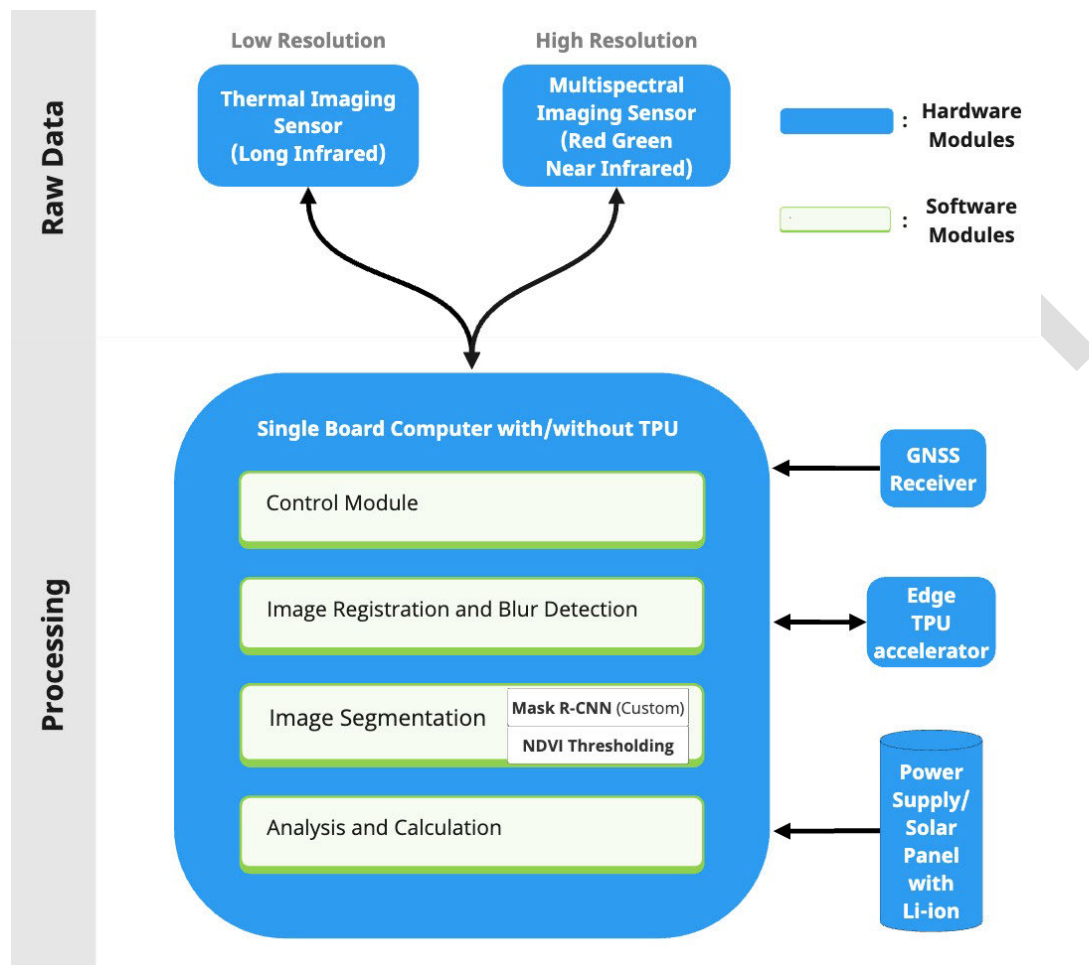 Raw Data
Low Resolution
Thermal Imaging
Sensor
(Long Infrared)
High Resolution
Multispectral
Imaging Sensor
(Red Green
Near Infrared)
: Hardware
Modules
: Software
Modules
Processing
Single Board Computer with/without TPU
Control Module
Image Registration and Blur Detection
Image Segmentation
Mask R-CNN (Custom)
NDVI Thresholding
Analysis and Calculation
GNSS
Receiver
Edge
TPU
accelerator
Power
Supply/
Solar
Panel
with
Li-ion